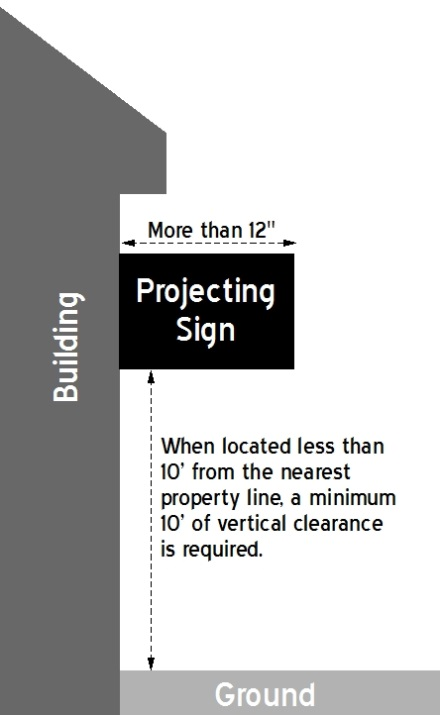 More than 12"
Projecting
Sign
Building
When located less than
10' from the nearest
property line, a minimum
10' of vertical clearance
is required.
Ground